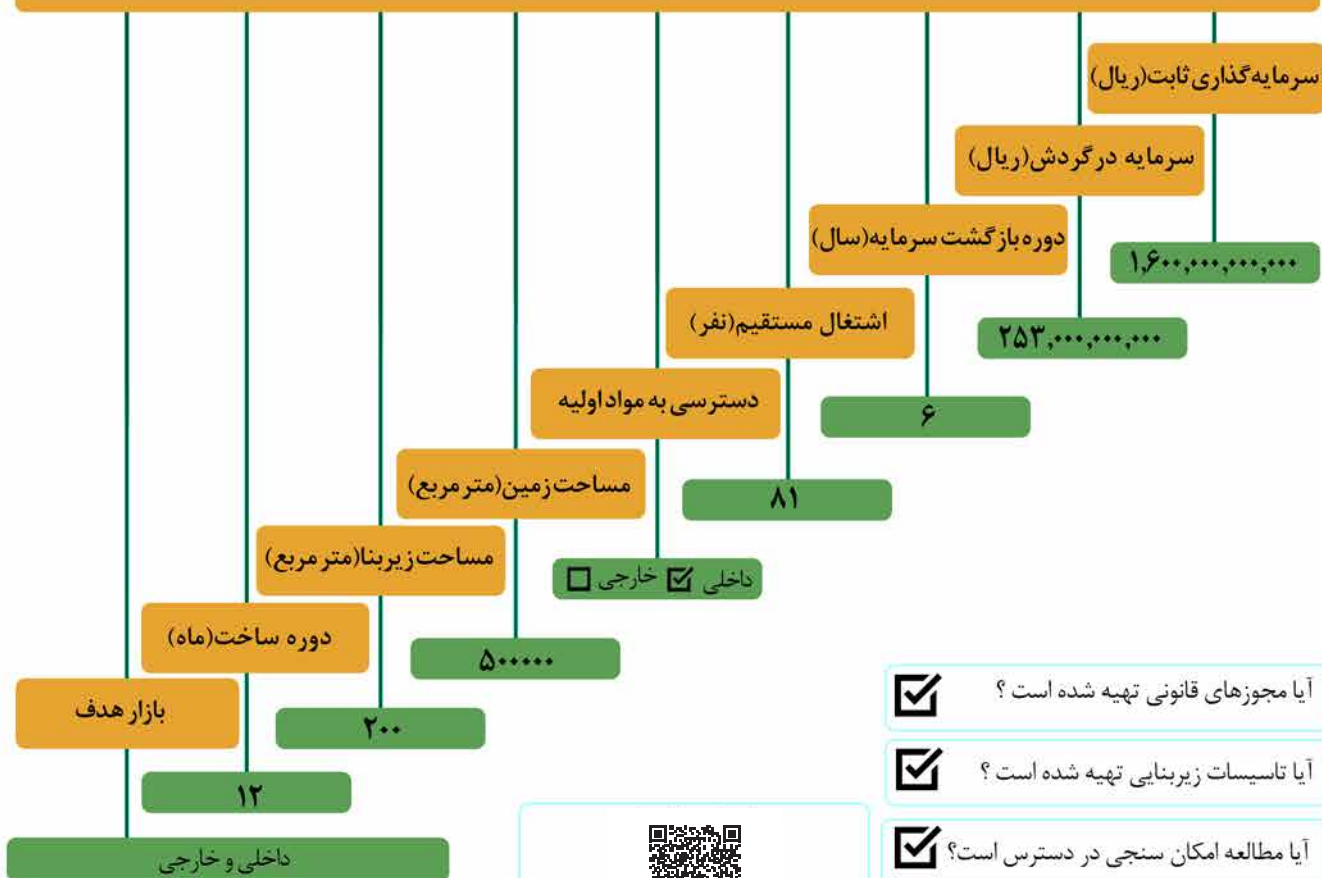 سرمایه‌گذاری ثابت(ریال)
۱,۶۰۰,۰۰۰,۰۰۰,۰۰۰
سرمایه در گردش(ریال)
۲۵۳,۰۰۰,۰۰۰,۰۰۰
دوره بازگشت سرمایه(سال)
۶
اشتغال مستقیم(نفر)
۸۱
دسترسی به مواد اولیه
داخلی ☑ خارجی ☐
مساحت زمین(متر مربع)
۵۰۰۰۰۰
مساحت زیربنا(متر مربع)
۲۰۰
دوره ساخت(ماه)
۱۲
بازار هدف
داخلی و خارجی
آیا مجوزهای قانونی تهیه شده است ؟ ☑
آیا تاسیسات زیربنایی تهیه شده است ؟ ☑
آیا مطالعه امکان سنجی در دسترس است؟ ☑